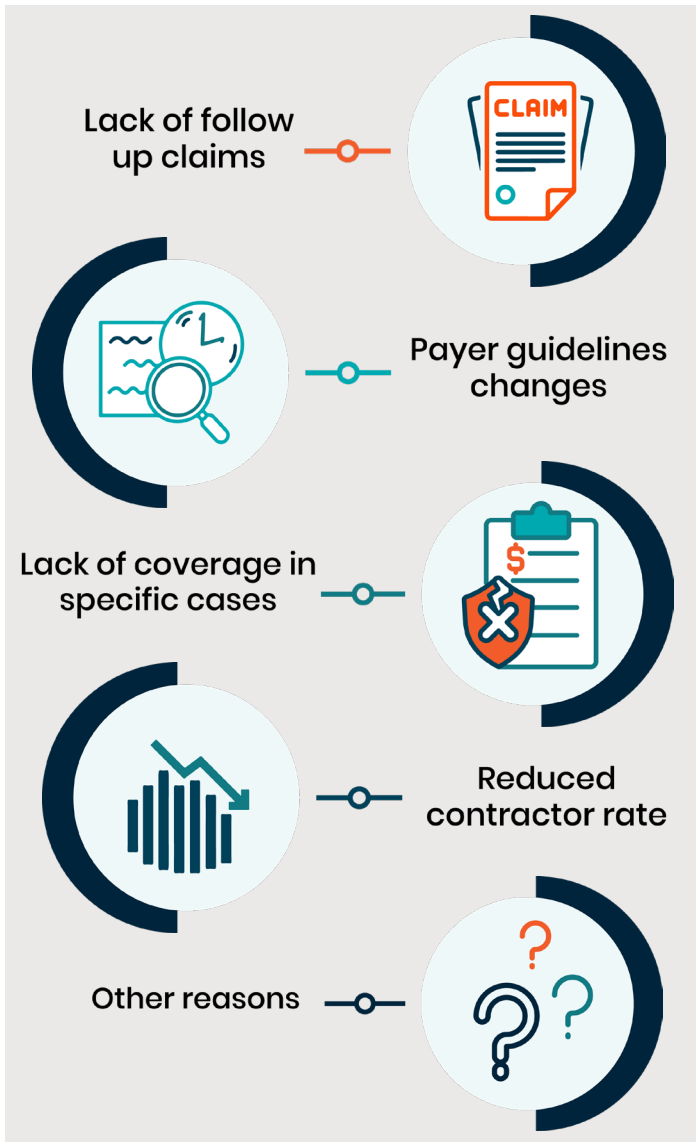 Lack of follow
up claims
CLAIM
Payer guidelines
changes
Lack of coverage in
specific cases
$
Reduced
contractor rate
Other reasons
?
?
?